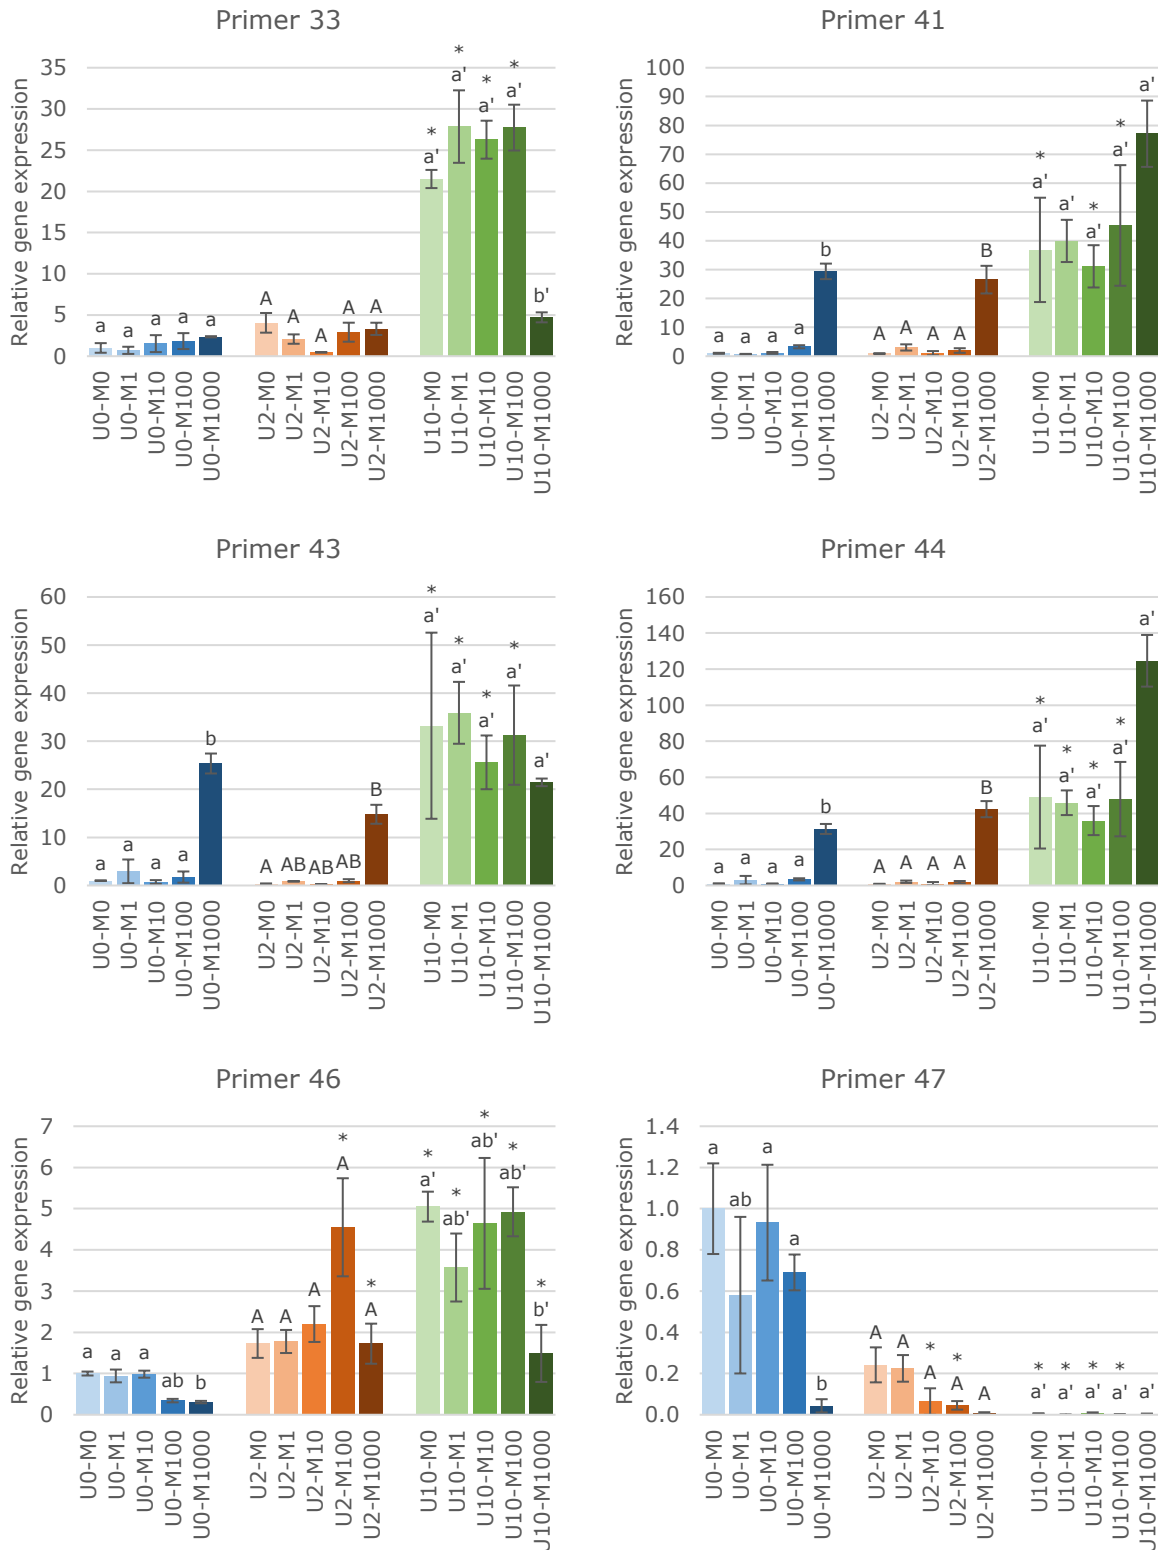 Primer 33
Relative gene expression
35
30
25
20
15
10
5
0
a a a a a
A A A A A
* * * *
a' a' a' a' b'
U0-M0 U0-M1 U0-M10 U0-M100 U0-M1000
U2-M0 U2-M1 U2-M10 U2-M100 U2-M1000
U10-M0 U10-M1 U10-M10 U10-M100 U10-M1000
Primer 41
Relative gene expression
100
90
80
70
60
50
40
30
20
10
0
a a a a b
A A A A B
* * *
a' a' a' a' a'
U0-M0 U0-M1 U0-M10 U0-M100 U0-M1000
U2-M0 U2-M1 U2-M10 U2-M100 U2-M1000
U10-M0 U10-M1 U10-M10 U10-M100 U10-M1000
Primer 43
Relative gene expression
60
50
40
30
20
10
0
a a a a b
A AB AB AB B
* * * *
a' a' a' a' a'
U0-M0 U0-M1 U0-M10 U0-M100 U0-M1000
U2-M0 U2-M1 U2-M10 U2-M100 U2-M1000
U10-M0 U10-M1 U10-M10 U10-M100 U10-M1000
Primer 44
Relative gene expression
160
140
120
100
80
60
40
20
0
a a a a b
A A A A B
* * * *
a' a' a' a' a'
U0-M0 U0-M1 U0-M10 U0-M100 U0-M1000
U2-M0 U2-M1 U2-M10 U2-M100 U2-M1000
U10-M0 U10-M1 U10-M10 U10-M100 U10-M1000
Primer 46
Relative gene expression
7
6
5
4
3
2
1
0
a a a ab b
* *
A A A A A
* * * * *
a' ab' ab' ab' b'
U0-M0 U0-M1 U0-M10 U0-M100 U0-M1000
U2-M0 U2-M1 U2-M10 U2-M100 U2-M1000
U10-M0 U10-M1 U10-M10 U10-M100 U10-M1000
Primer 47
Relative gene expression
1.4
1.2
1.0
0.8
0.6
0.4
0.2
0.0
a ab a a b
* *
A A A A A
* * * *
a' a' a' a' a'
U0-M0 U0-M1 U0-M10 U0-M100 U0-M1000
U2-M0 U2-M1 U2-M10 U2-M100 U2-M1000
U10-M0 U10-M1 U10-M10 U10-M100 U10-M1000